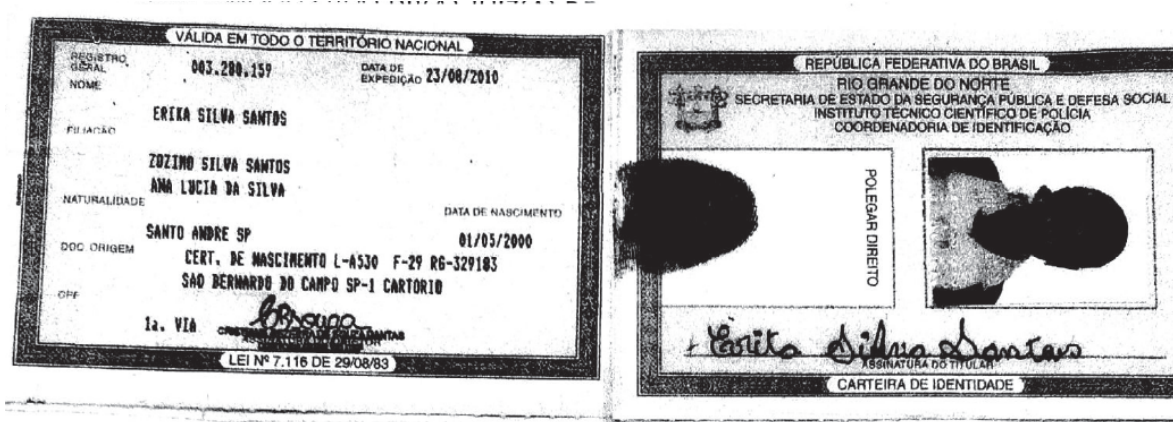 VÁLIDA EM TODO O TERRITÓRIO NACIONAL
REGISTRO GERAL 003.280.159 DATA DE EXPEDIÇÃO 23/08/2010
NOME
ERIKA SILVA SANTOS
FILIAÇÃO
ZOZIMO SILVA SANTOS
ANA LUCIA DA SILVA
NATURALIDADE DATA DE NASCIMENTO
SANTO ANDRE SP 01/05/2000
DOC ORIGEM CERT. DE NASCIMENTO L-A530 F-29 RG-329183
SAO BERNARDO DO CAMPO SP-1 CARTORIO
CPF
1a. VIA
LEI Nº 7.116 DE 29/08/83
REPÚBLICA FEDERATIVA DO BRASIL
RIO GRANDE DO NORTE
SECRETARIA DE ESTADO DA SEGURANÇA PÚBLICA E DEFESA SOCIAL
INSTITUTO TÉCNICO CIENTÍFICO DE POLÍCIA
COORDENADORIA DE IDENTIFICAÇÃO
POLEGAR DIREITO
Erika Silva Santos
ASSINATURA DO TITULAR
CARTEIRA DE IDENTIDADE